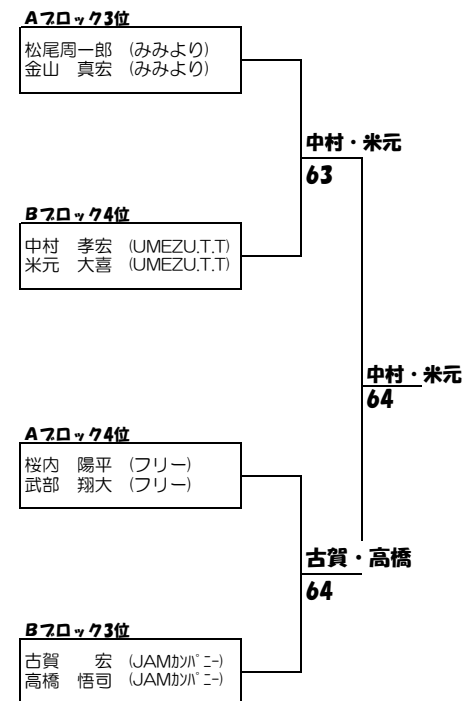 Aブロック3位
松尾周一郎 (みみより)
金山 真宏 (みみより)
中村・米元
63
Bブロック4位
中村 孝宏 (UMEZU.T.T)
米元 大喜 (UMEZU.T.T)
中村・米元
64
Aブロック4位
桜内 陽平 (フリー)
武部 翔大 (フリー)
古賀・高橋
64
Bブロック3位
古賀 宏 (JAMｶﾝﾊﾟﾆｰ)
高橋 悟司 (JAMｶﾝﾊﾟﾆｰ)